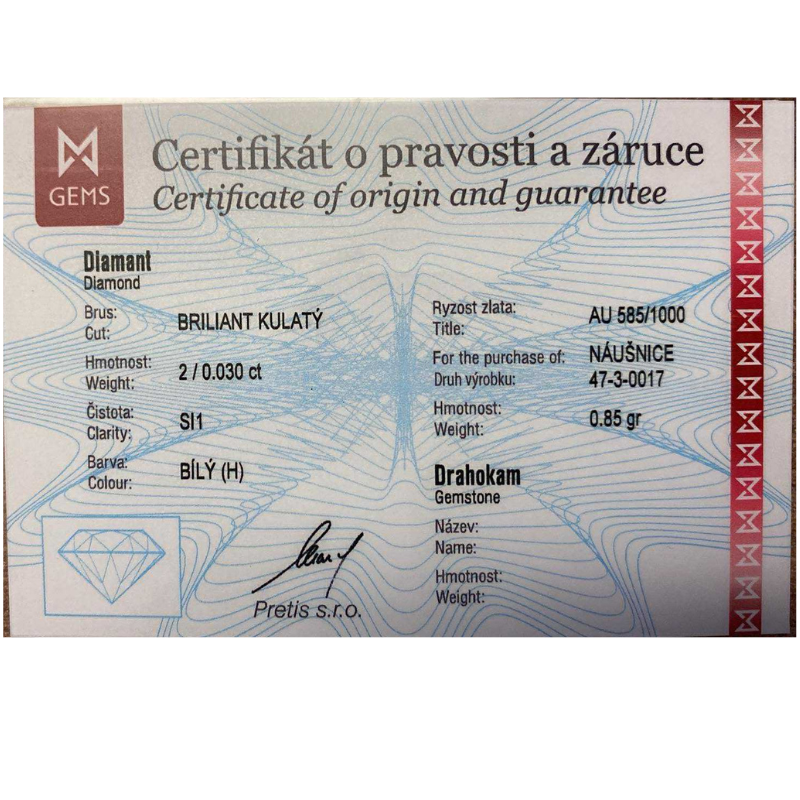 GEMS
Certifikát o pravosti a záruce
Certificate of origin and guarantee
Diamant
Diamond
Brus:
Cut:
BRILIANT KULATÝ
Hmotnost:
Weight:
2 / 0.030 ct
Čistota:
Clarity:
SI1
Barva:
Colour:
BÍLÝ (H)
Pretis s.r.o.
Ryzost zlata:
Title:
AU 585/1000
For the purchase of:
Druh výrobku:
NÁUŠNICE
47-3-0017
Hmotnost:
Weight:
0.85 gr
Drahokam
Gemstone
Název:
Name:
Hmotnost:
Weight: